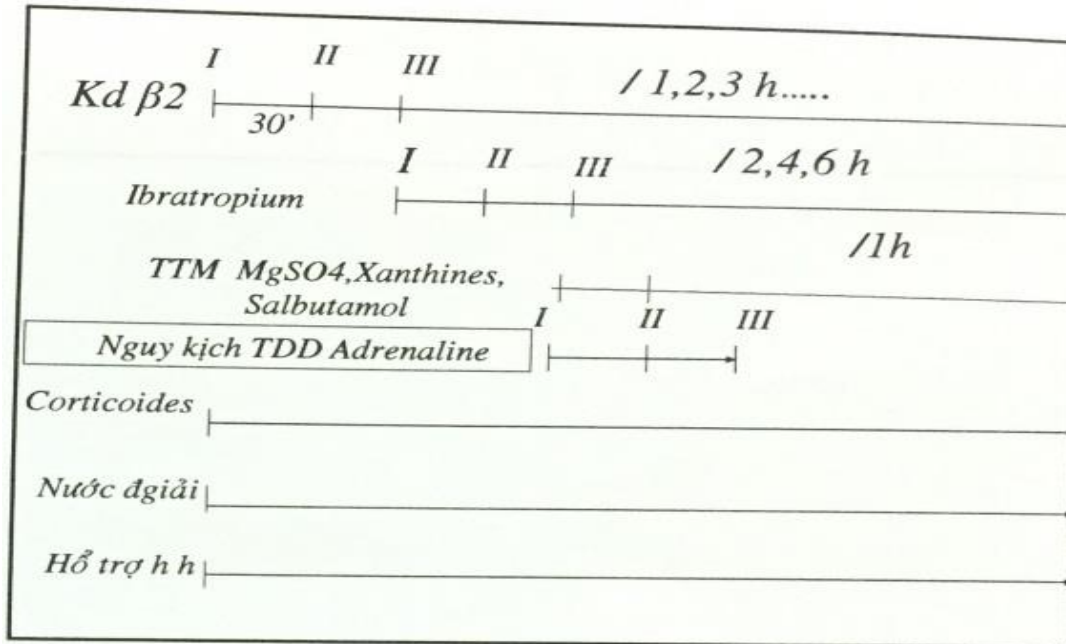 I II III
Kd β2 / 1,2,3 h.....
30’
I II III / 2,4,6 h
Ibratropium
/1h
TTM MgSO4,Xanthines,
Salbutamol
I II III
Nguy kịch TDD Adrenaline
Corticoides
Nước đgiải
Hổ trợ h h